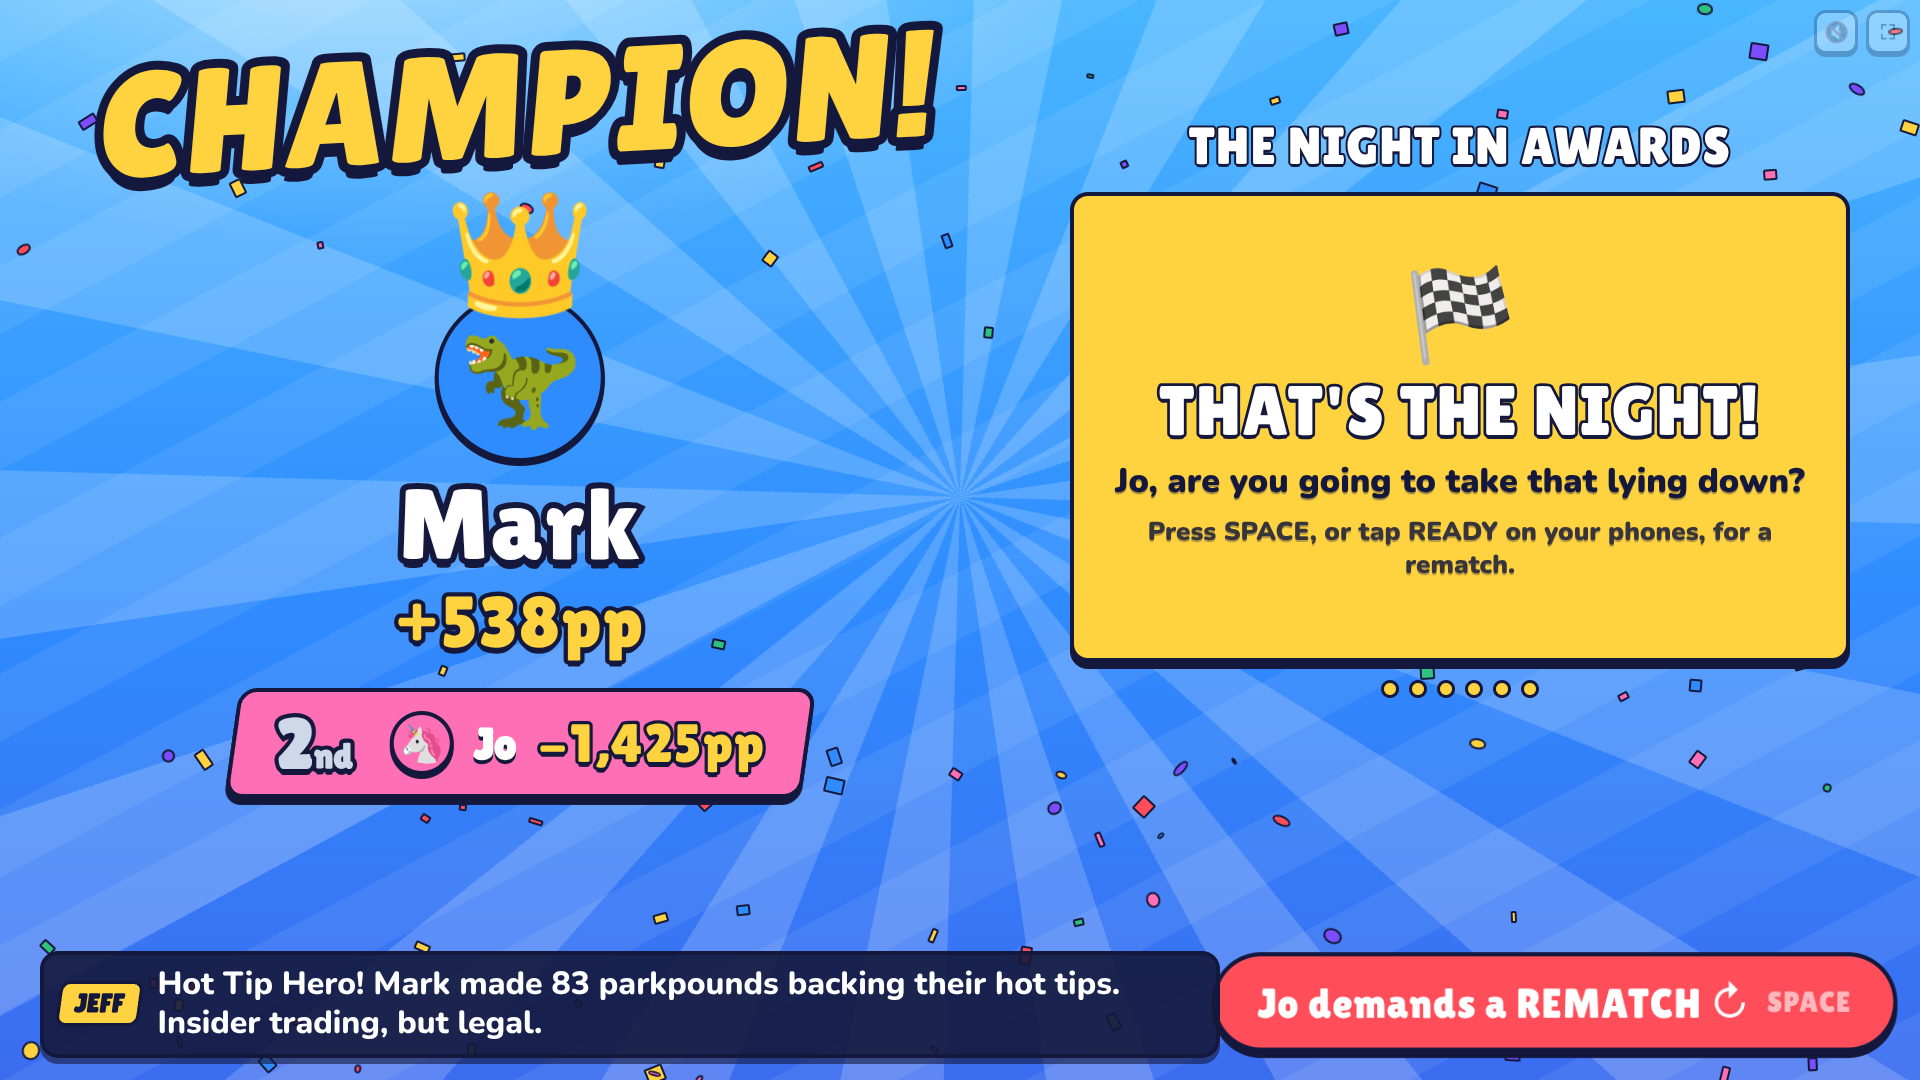 CHAMPION!
Mark
+538pp
2nd Jo -1,425pp
THE NIGHT IN AWARDS
THAT'S THE NIGHT!
Jo, are you going to take that lying down?
Press SPACE, or tap READY on your phones, for a
rematch.
JEFF
Hot Tip Hero! Mark made 83 parkpounds backing their hot tips.
Insider trading, but legal.
Jo demands a REMATCH SPACE